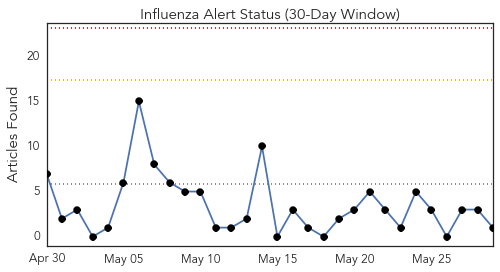 Influenza Alert Status (30-Day Window)
Articles Found
20
15
10
5
0
Apr 30
May 05
May 10
May 15
May 20
May 25